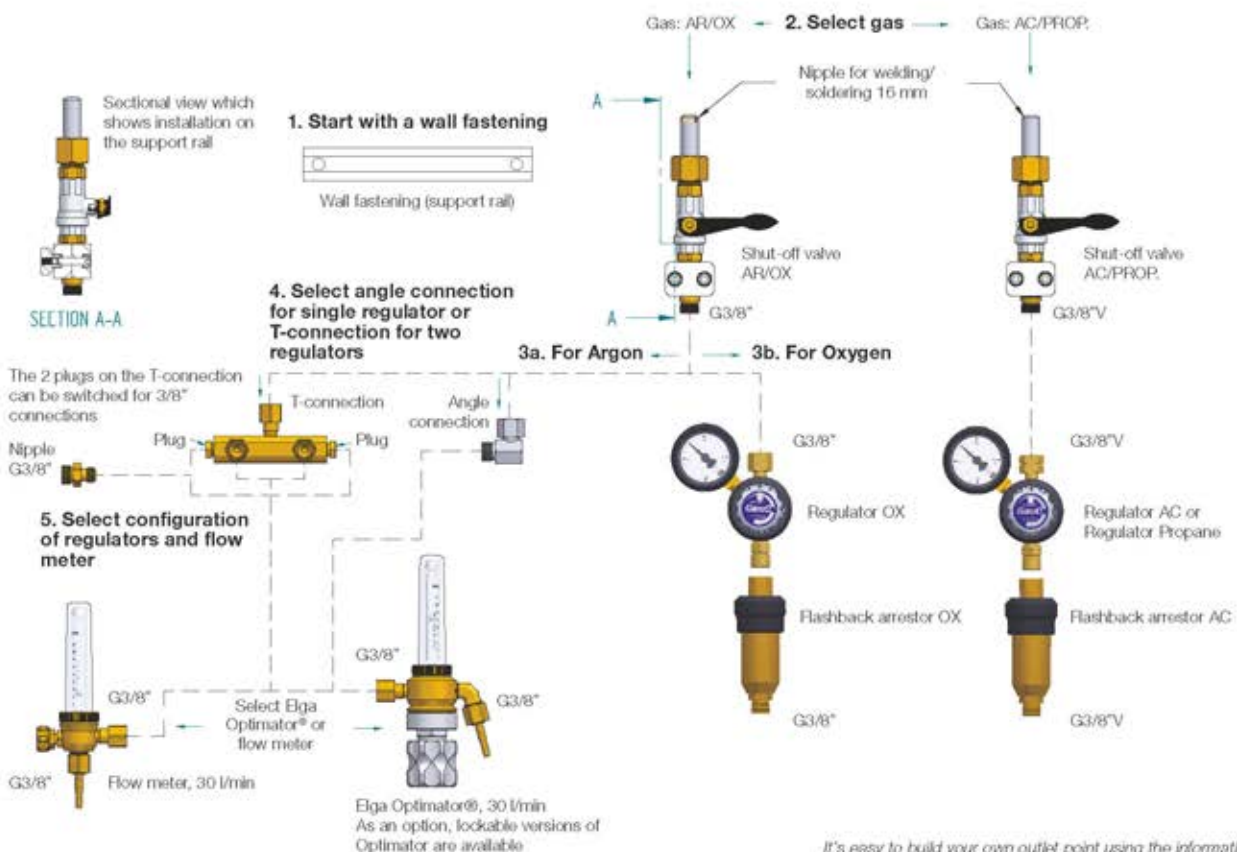 Gas: AR/OX
2. Select gas
Gas: AC/PROP.
Nipple for welding/
soldering 16 mm
Sectional view which
shows installation on
the support rail
1. Start with a wall fastening
Wall fastening (support rail)
A
Shut-off valve
AR/OX
Shut-off valve
AC/PROP.
SECTION A-A
4. Select angle connection
for single regulator or
T-connection for two
regulators
A
G3/8"
G3/8"V
3a. For Argon
3b. For Oxygen
The 2 plugs on the T-connection
can be switched for 3/8"
connections
T-connection
Angle
connection
Nipple
G3/8"
Plug
Plug
G3/8"
G3/8"V
5. Select configuration
of regulators and flow
meter
Regulator OX
Regulator AC or
Regulator Propane
Flashback arrestor OX
Flashback arrestor AC
G3/8"
G3/8"
G3/8"
Select Elga
Optimator® or
flow meter
G3/8"
G3/8"V
G3/8"
Flow meter, 30 l/min
Elga Optimator®, 30 l/min
As an option, lockable versions of
Optimator are available
It's easy to build your own outlet point using the informati